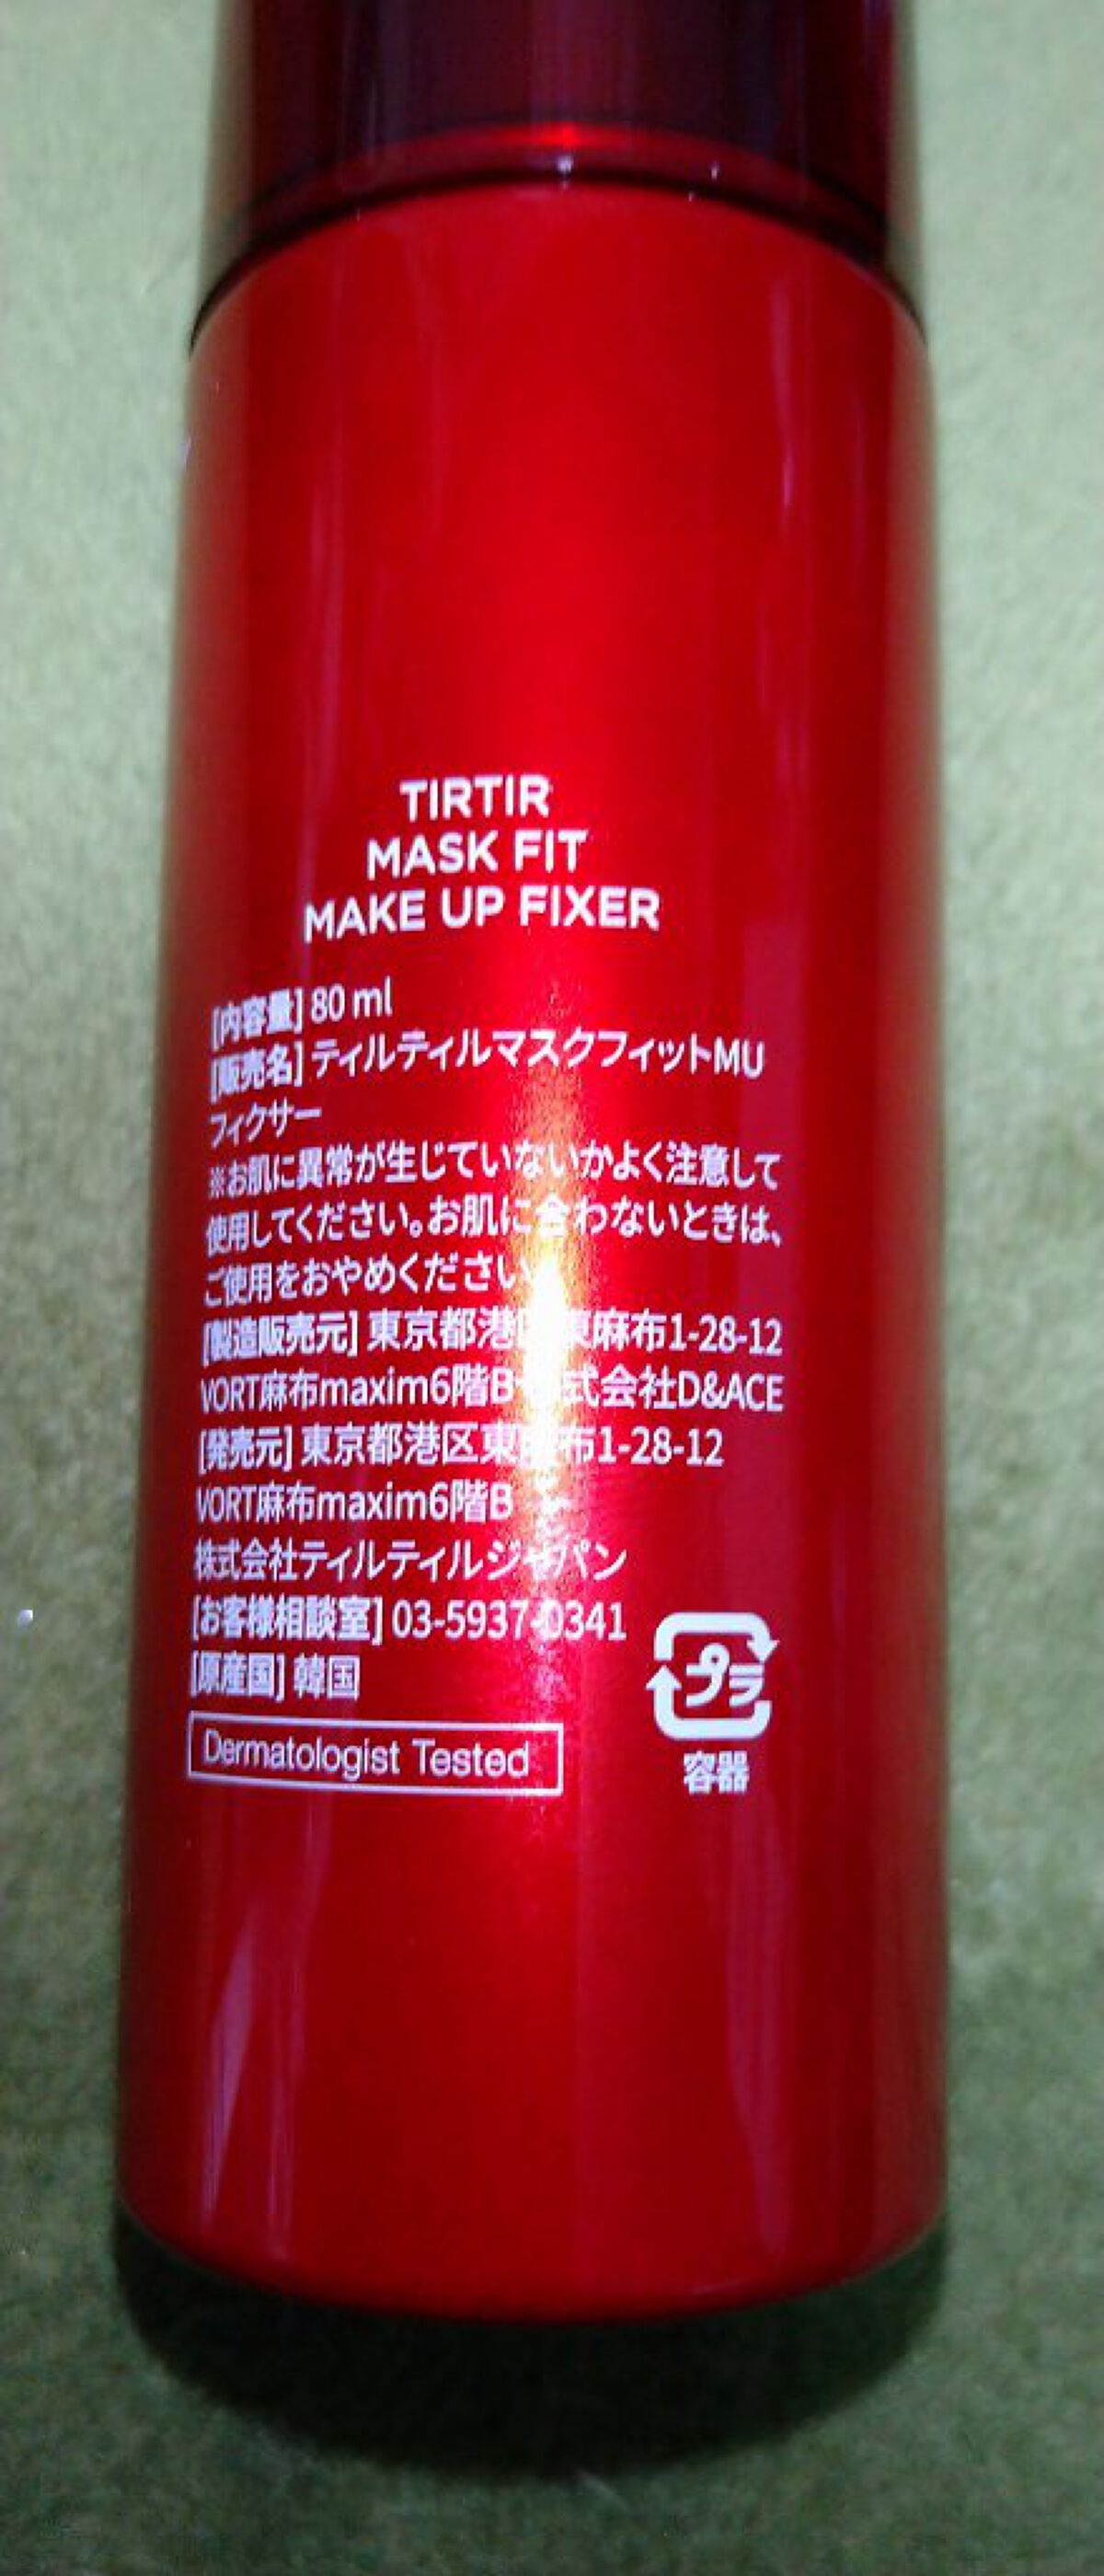 TIRTIR
MASK FIT
MAKE UP FIXER
[内容量] 80 ml
[販売名] ティルティルマスクフィットMU
フィクサー
※お肌に異常が生じていないかよく注意して
使用してください。お肌に合わないときは、
ご使用をおやめください
[製造販売元] 東京都港区東麻布1-28-12
VORT麻布maxim6階B 株式会社D&ACE
[発売元] 東京都港区東麻布1-28-12
VORT麻布maxim6階B
株式会社ティルティルジャパン
[お客様相談室] 03-5937-0341
[原産国] 韓国
Dermatologist Tested
プラ
容器